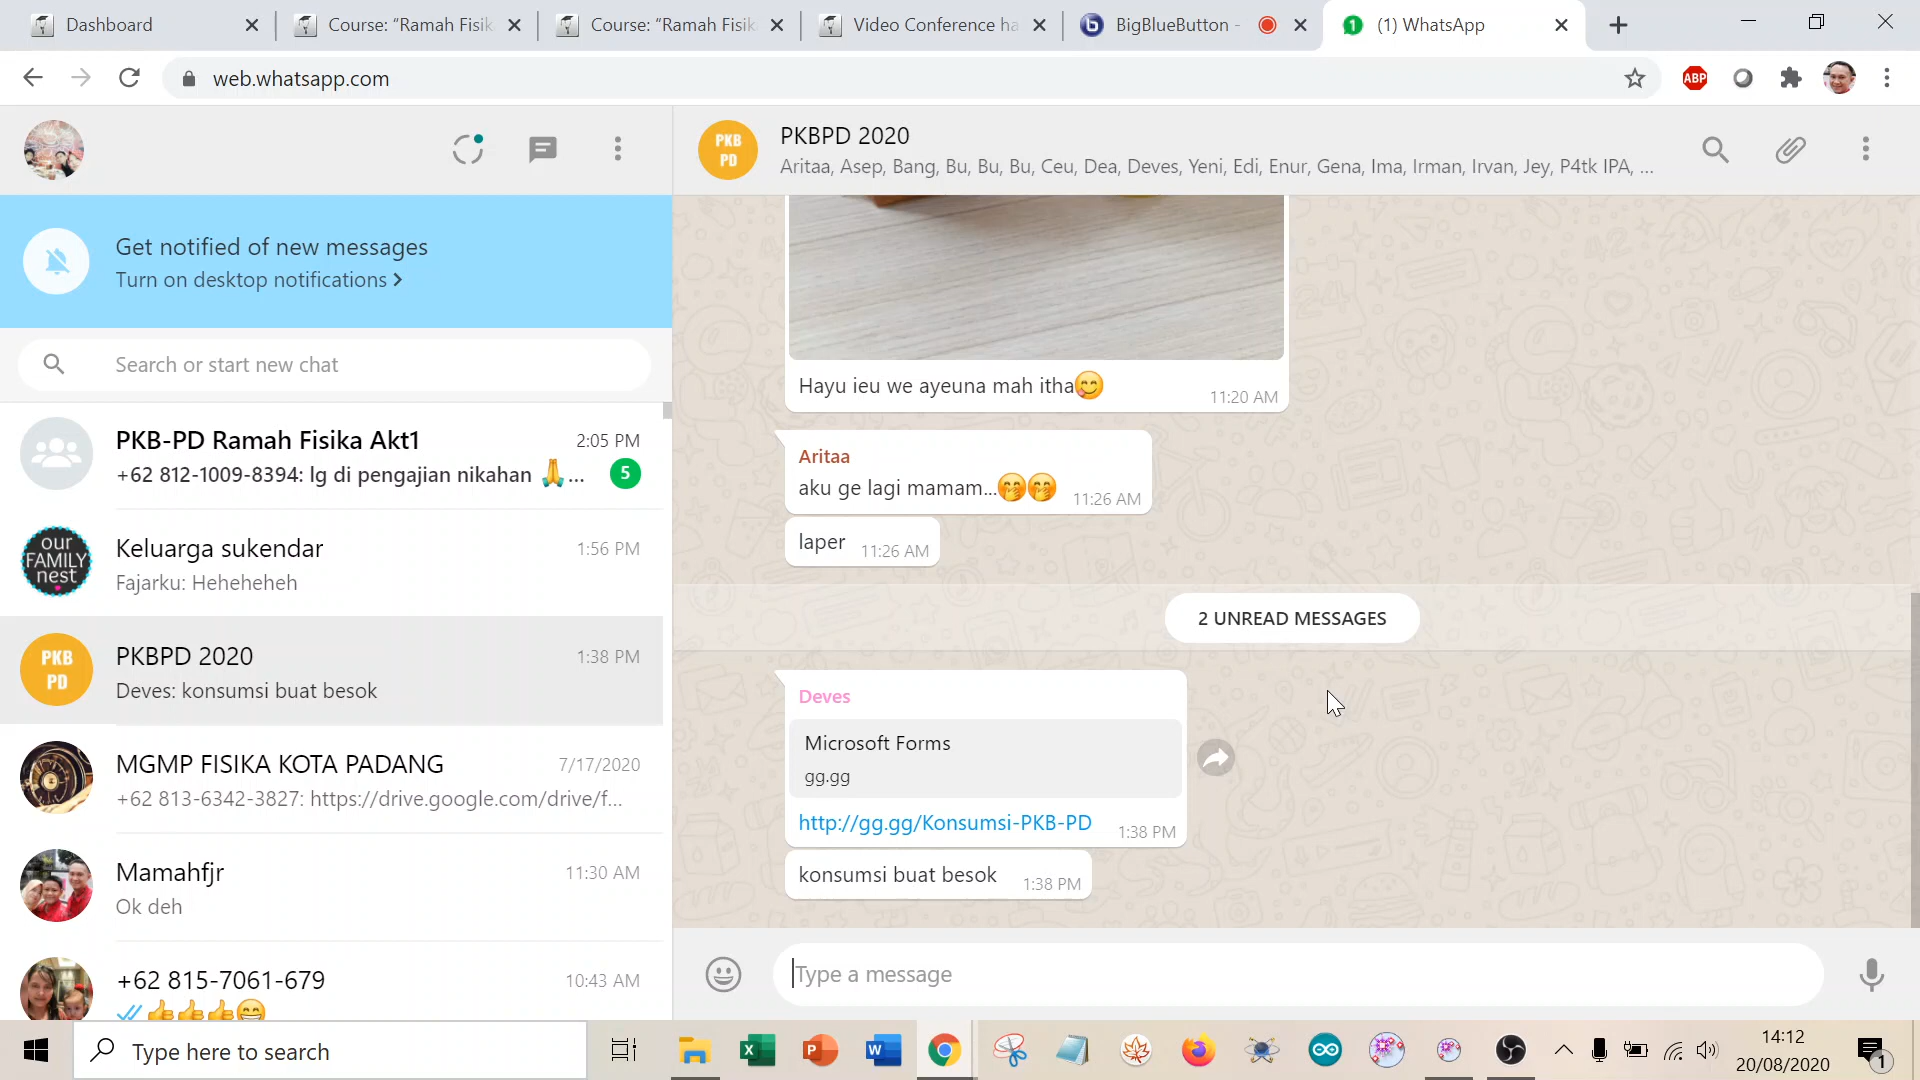 Dashboard
Course: “Ramah Fisik
Course: “Ramah Fisik
Video Conference ha
BigBlueButton -
(1) WhatsApp
web.whatsapp.com
ABP
PKB
PD
PKBPD 2020
Aritaa, Asep, Bang, Bu, Bu, Bu, Ceu, Dea, Deves, Yeni, Edi, Enur, Gena, Ima, Irman, Irvan, Jey, P4tk IPA, ...
Get notified of new messages
Turn on desktop notifications
Search or start new chat
PKB-PD Ramah Fisika Akt1
2:05 PM
+62 812-1009-8394: lg di pengajian nikahan 🙏...
5
our
FAMILY
nest
Keluarga sukendar
1:56 PM
Fajarku: Heheheheh
PKB
PD
PKBPD 2020
1:38 PM
Deves: konsumsi buat besok
MGMP FISIKA KOTA PADANG
7/17/2020
+62 813-6342-3827: https://drive.google.com/drive/f...
Mamahfjr
11:30 AM
Ok deh
+62 815-7061-679
10:43 AM
👍👍👍😁
Hayu ieu we ayeuna mah itha😋
11:20 AM
Aritaa
aku ge lagi mamam...🤭🤭
11:26 AM
laper
11:26 AM
2 UNREAD MESSAGES
Deves
Microsoft Forms
gg.gg
http://gg.gg/Konsumsi-PKB-PD
1:38 PM
konsumsi buat besok
1:38 PM
Type a message
Type here to search
14:12
20/08/2020
1